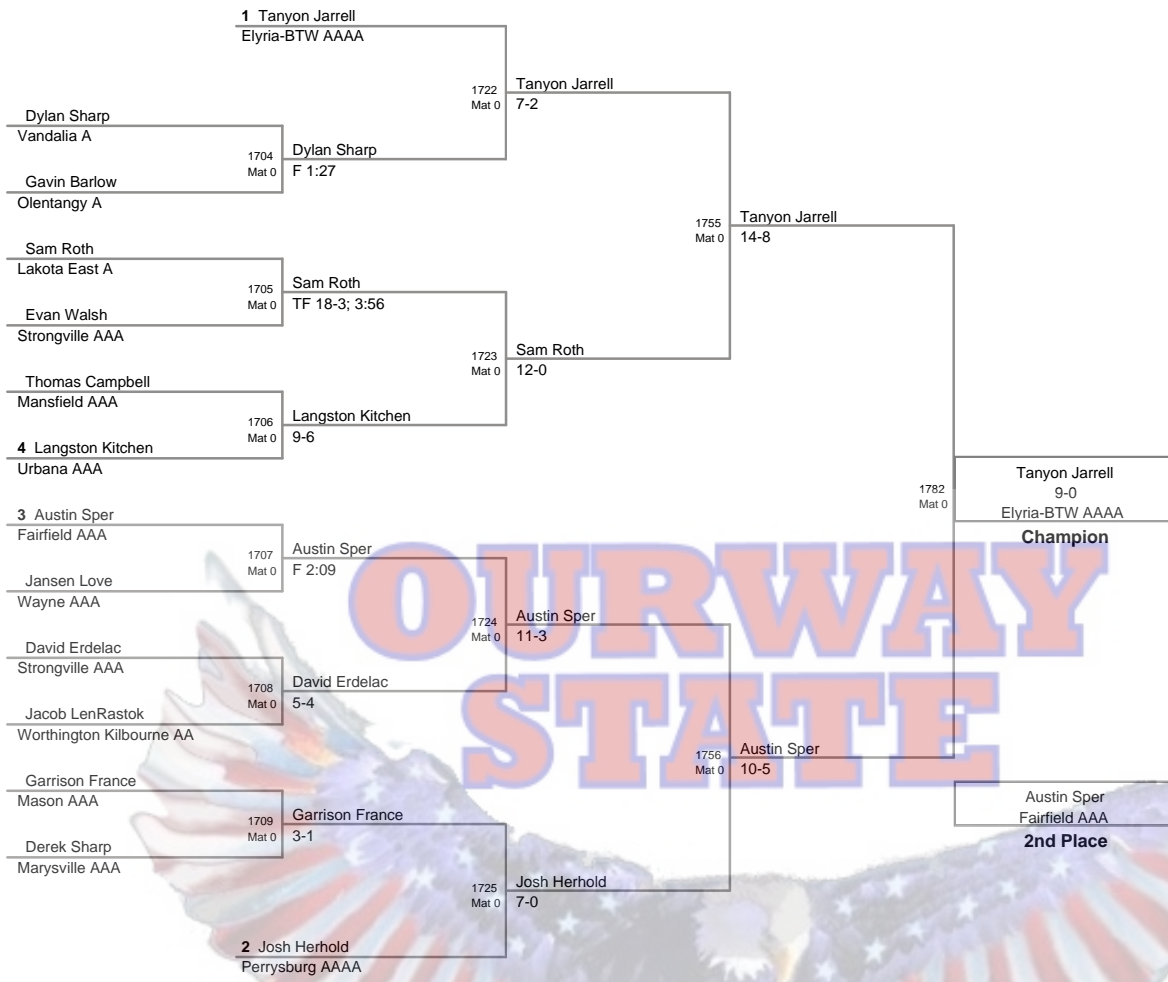 1 Tanyon Jarrell
Elyria-BTW AAAA
1722
Mat 0
Tanyon Jarrell
7-2
Dylan Sharp
Vandalia A
1704
Mat 0
Dylan Sharp
F 1:27
Gavin Barlow
Olentangy A
1755
Mat 0
Tanyon Jarrell
14-8
Sam Roth
Lakota East A
1705
Mat 0
Sam Roth
TF 18-3; 3:56
Evan Walsh
Strongville AAA
1723
Mat 0
Sam Roth
12-0
Thomas Campbell
Mansfield AAA
1706
Mat 0
Langston Kitchen
9-6
4 Langston Kitchen
Urbana AAA
1782
Mat 0
Tanyon Jarrell
9-0
Elyria-BTW AAAA
Champion
3 Austin Sper
Fairfield AAA
1707
Mat 0
Austin Sper
F 2:09
Jansen Love
Wayne AAA
OURWAY
STATE
1724
Mat 0
Austin Sper
11-3
David Erdelac
Strongville AAA
1708
Mat 0
David Erdelac
5-4
Jacob LenRastok
Worthington Kilbourne AA
1756
Mat 0
Austin Sper
10-5
Garrison France
Mason AAA
1709
Mat 0
Garrison France
3-1
Derek Sharp
Marysville AAA
Austin Sper
Fairfield AAA
2nd Place
1725
Mat 0
Josh Herhold
7-0
2 Josh Herhold
Perrysburg AAAA